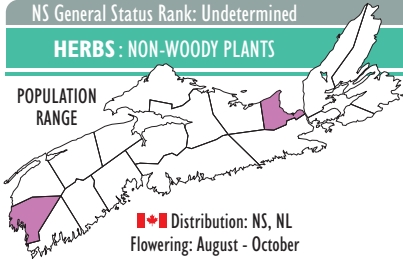 NS General Status Rank: Undetermined
HERBS : NON-WOODY PLANTS
POPULATION
RANGE
Distribution: NS, NL
Flowering: August - October